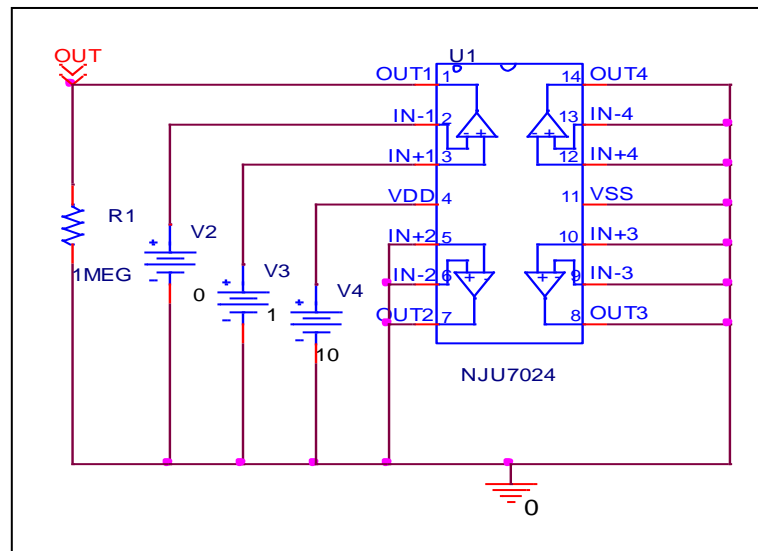 OUT
U1
OUT1 1 14 OUT4
IN-1 2 13 IN-4
IN+1 3 12 IN+4
VDD 4 11 VSS
IN+2 5 10 IN+3
IN-2 6 9 IN-3
OUT2 7 8 OUT3
NJU7024
R1
1MEG
V2
0
V3
1
V4
10
0